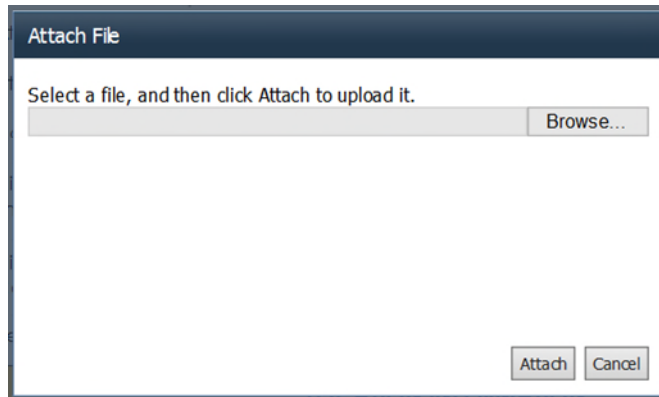 Attach File
Select a file, and then click Attach to upload it.
Browse...
Attach Cancel